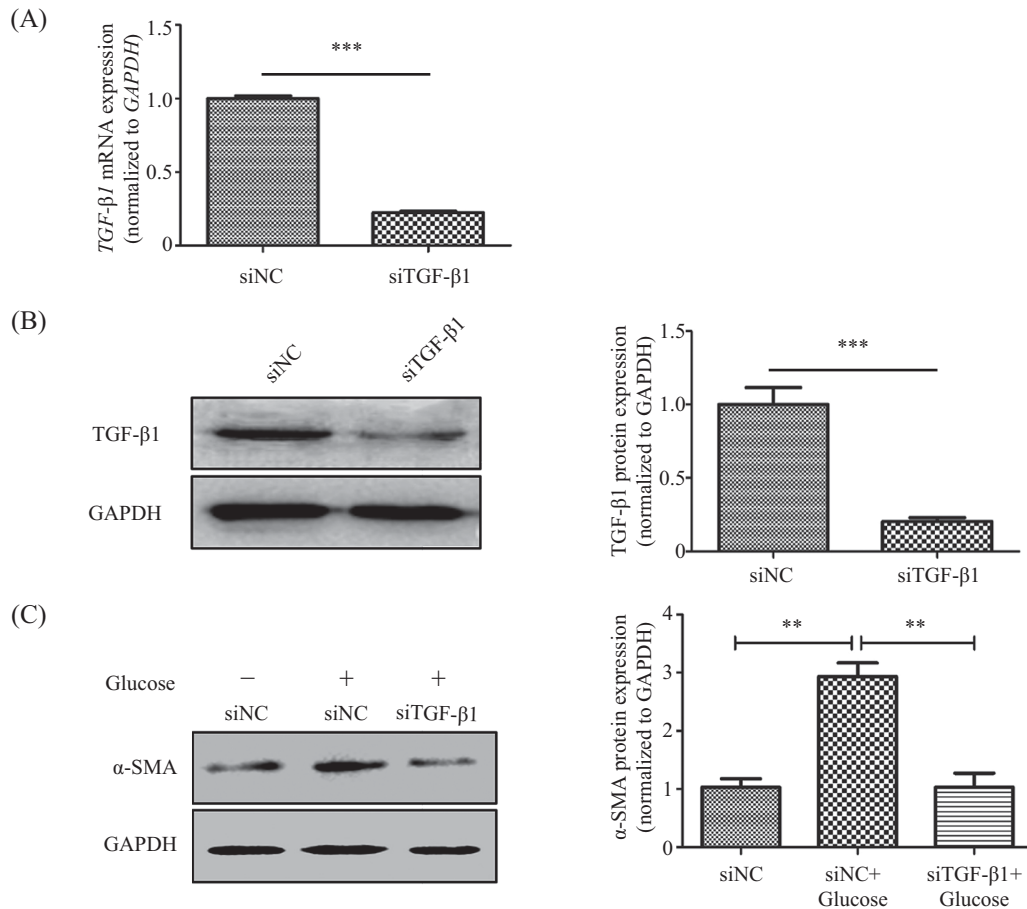 (A)
TGF-β1 mRNA expression
(normalized to GAPDH)
1.5
1.0
0.5
0
***
siNC
siTGF-β1
(B)
siNC
siTGF-β1
TGF-β1
GAPDH
TGF-β1 protein expression
(normalized to GAPDH)
1.5
1.0
0.5
0
***
siNC
siTGF-β1
(C)
Glucose − + +
siNC siNC siTGF-β1
α-SMA
GAPDH
α-SMA protein expression
(normalized to GAPDH)
4
3
2
1
0
** **
siNC
siNC+
Glucose
siTGF-β1+
Glucose